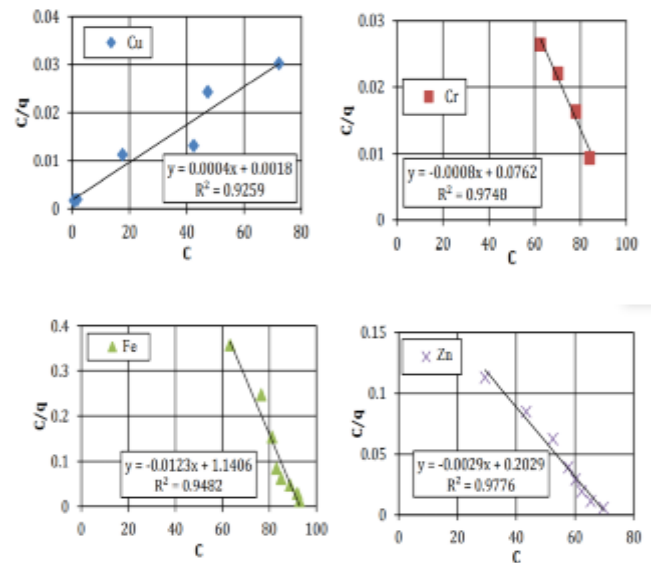 0.04
0.03
0.02
0.01
0
C/q
Cu
y = 0.0004x + 0.0018
R² = 0.9259
0 20 40 60 80
C
0.03
0.02
0.01
0
C/q
Cr
y = -0.0008x + 0.0762
R² = 0.9748
0 20 40 60 80 100
C
0.4
0.3
0.2
0.1
0
C/q
Fe
y = -0.0123x + 1.1406
R² = 0.9482
0 20 40 60 80 100
C
0.15
0.1
0.05
0
C/q
Zn
y = -0.0029x + 0.2029
R² = 0.9776
0 20 40 60 80
C